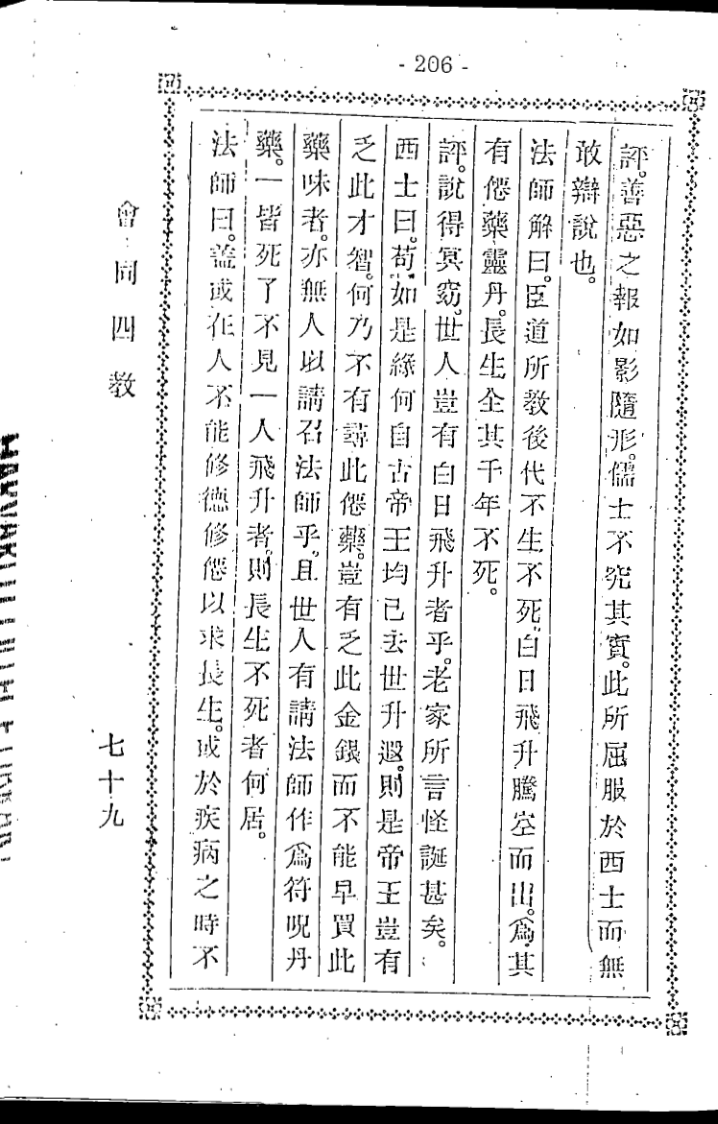 - 206 -
評。善惡之報如影隨形。儒士不究其實。此所屈服於西士而無
敢辯說也。
法師解曰。臣道所敎後代不生不死。白日飛升騰空而出。爲其
有僊藥靈丹。長生全其千年不死。
評。說得冥窈。世人豈有白日飛升者乎。老家所言怪誕甚矣。
西士曰。苟如是緣何自古帝王均已去世升遐。則是帝王豈有
乏此才智。何乃不有尋此僊藥。豈有乏此金銀而不能早買此
藥味者。亦無人以請召法師乎。且世人有請法師作爲符呪丹
藥。一皆死了不見一人飛升者。則長生不死者何居。
法師曰。盖或在人不能修德修僊以求長生。或於疾病之時不
會同四敎
七十九